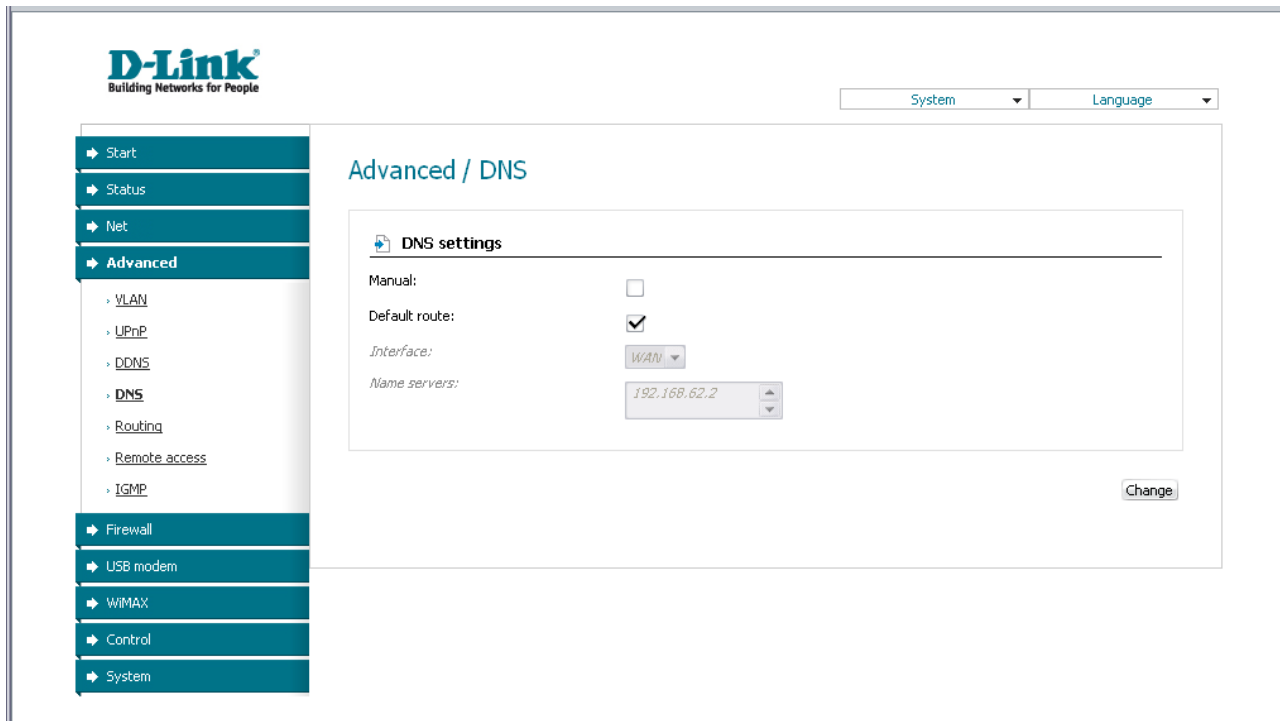 D-Link
Building Networks for People
System
Language
Start
Status
Net
Advanced
VLAN
UPnP
DDNS
DNS
Routing
Remote access
IGMP
Firewall
USB modem
WiMAX
Control
System
Advanced / DNS
DNS settings
Manual:
Default route:
Interface:
WAN
Name servers:
192.168.62.2
Change